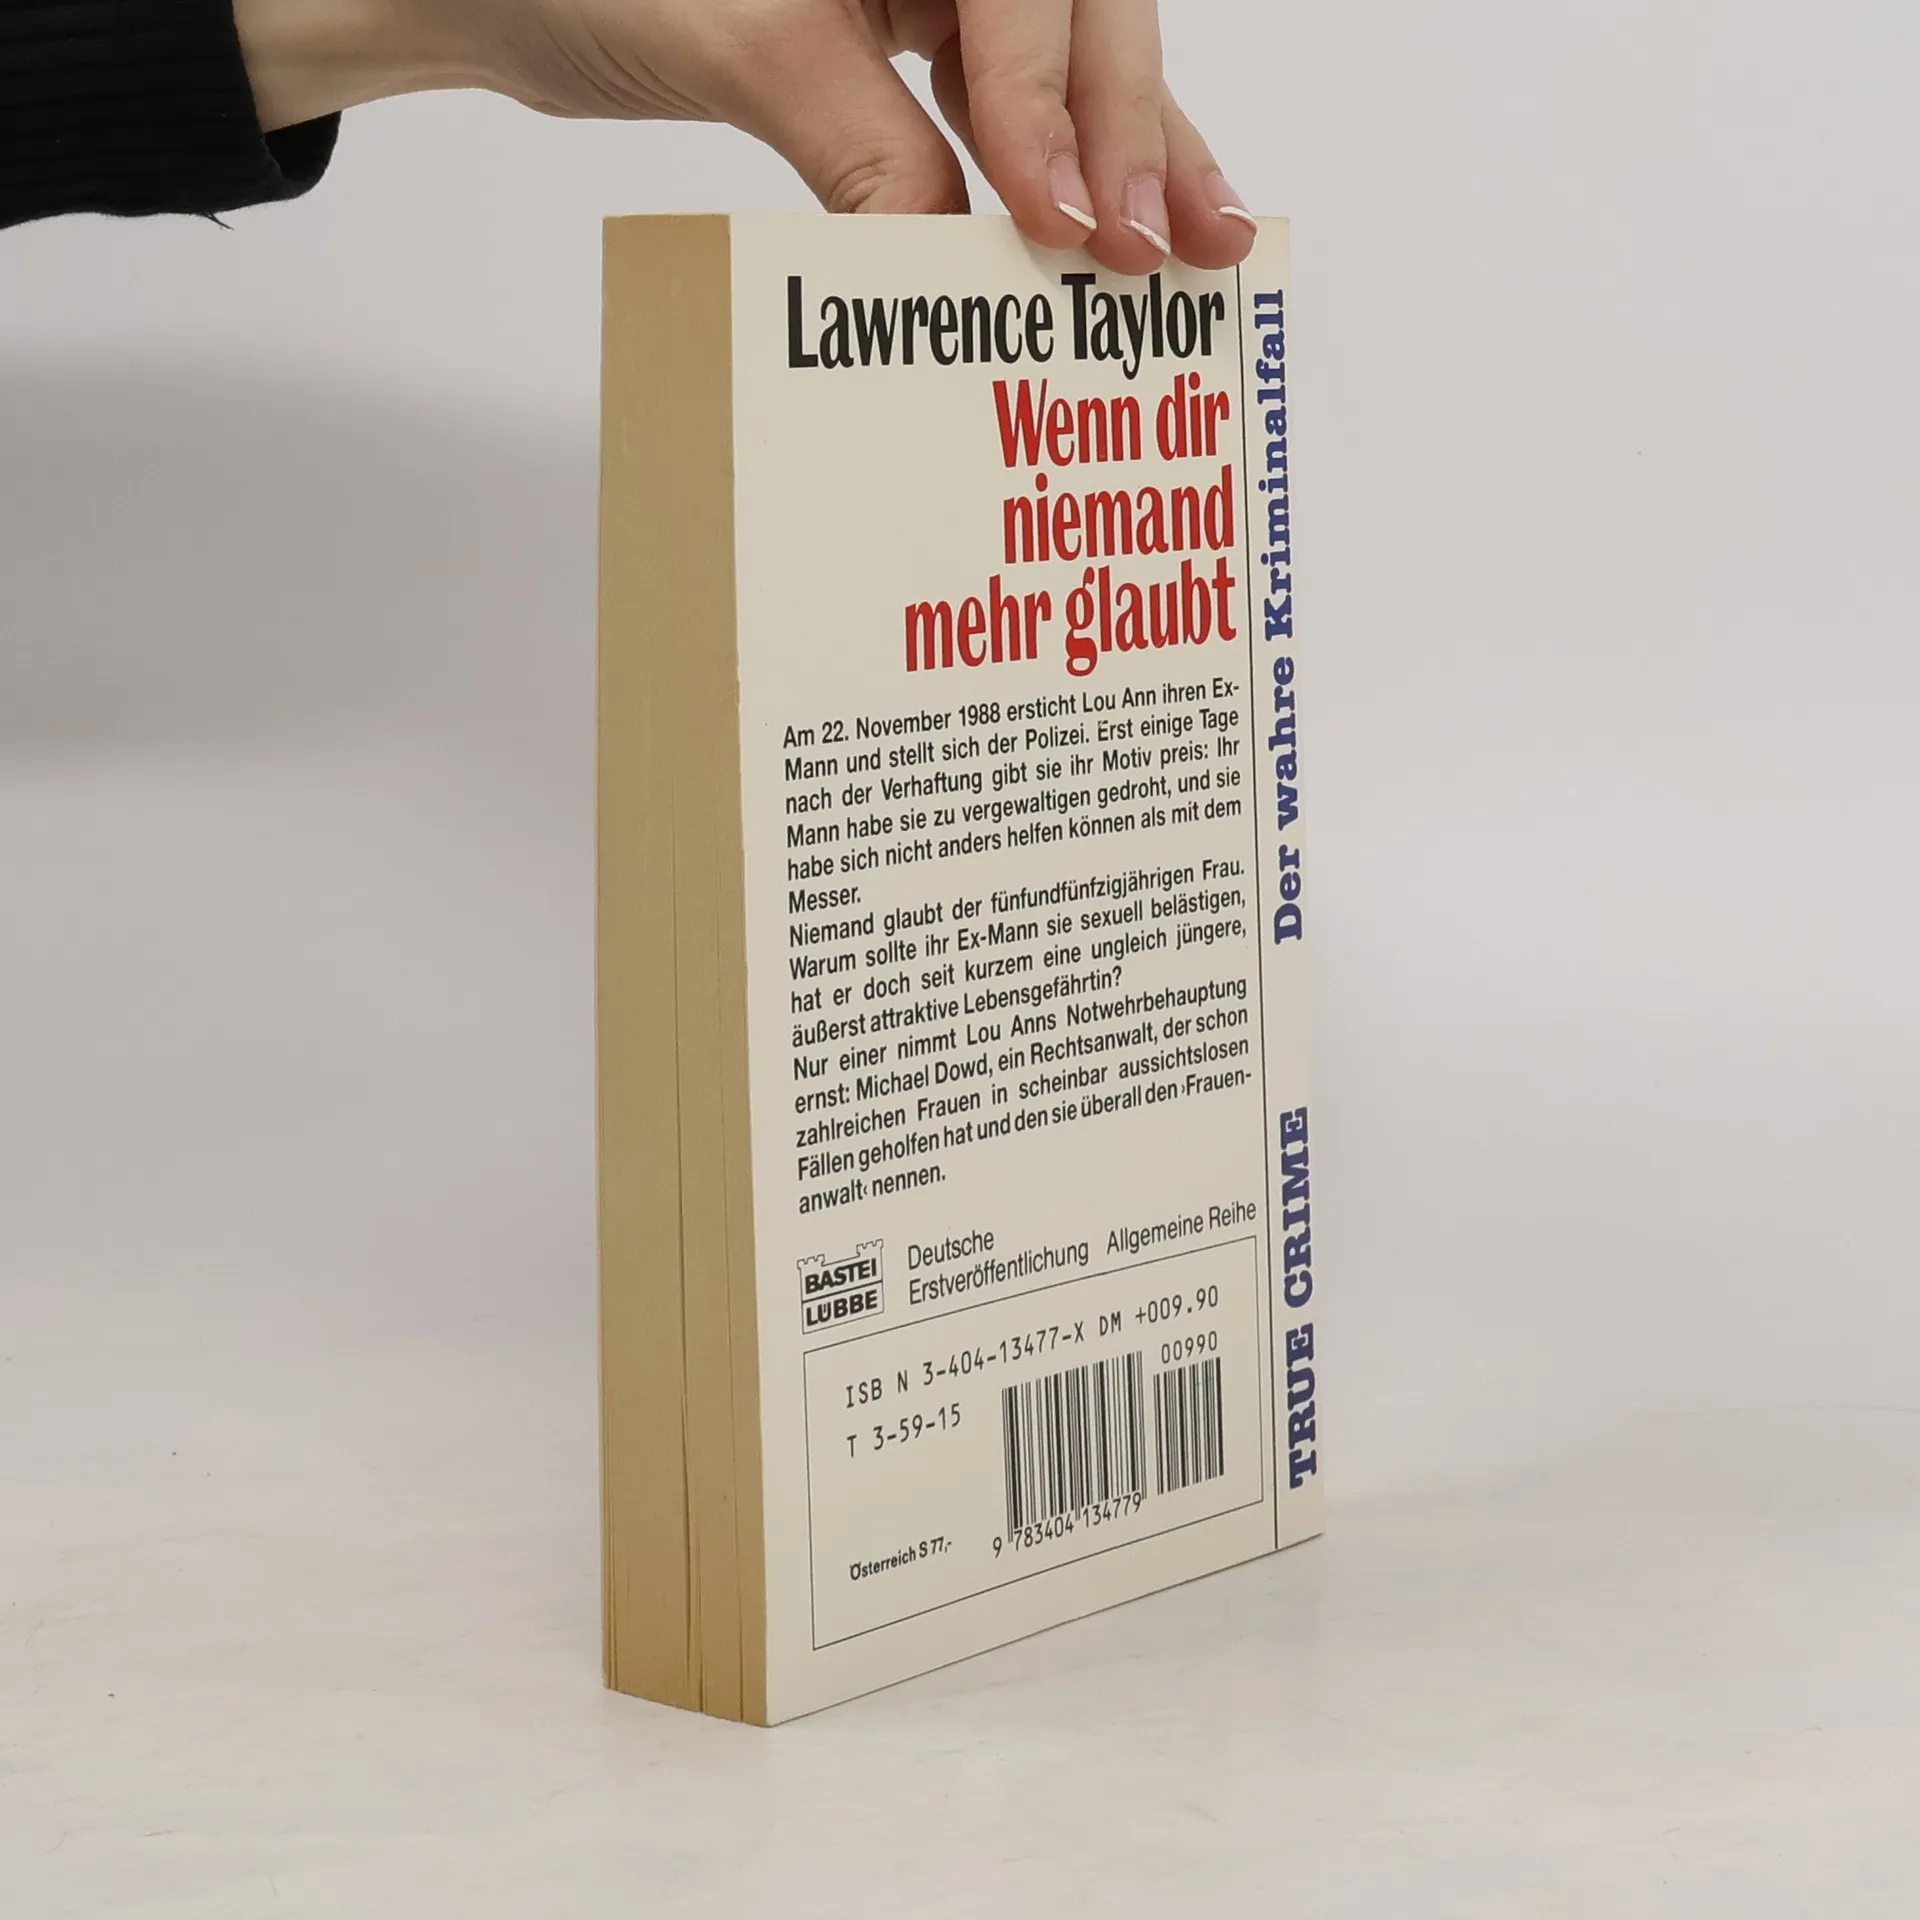 Lawrence Taylor
Wenn dir
niemand
mehr glaubt
Am 22. November 1988 ersticht Lou Ann ihren Ex-
Mann und stellt sich der Polizei. Erst einige Tage
nach der Verhaftung gibt sie ihr Motiv preis: Ihr
Mann habe sie zu vergewaltigen gedroht, und sie
habe sich nicht anders helfen können als mit dem
Messer.
Niemand glaubt der fünfundfünfzigjährigen Frau.
Warum sollte ihr Ex-Mann sie sexuell belästigen,
hat er doch seit kurzem eine ungleich jüngere,
äußerst attraktive Lebensgefährtin?
Nur einer nimmt Lou Anns Notwehrbehauptung
ernst: Michael Dowd, ein Rechtsanwalt, der schon
zahlreichen Frauen in scheinbar aussichtslosen
Fällen geholfen hat und den sie überall den ›Frauen-
anwalt‹ nennen.
BASTEI
LÜBBE
Deutsche
Erstveröffentlichung Allgemeine Reihe
ISB N 3-404-13477-X DM +009.90
T 3-59-15
00990
9 783404 134779
Österreich S 77,-
TRUE CRIME Der wahre Kriminalfall